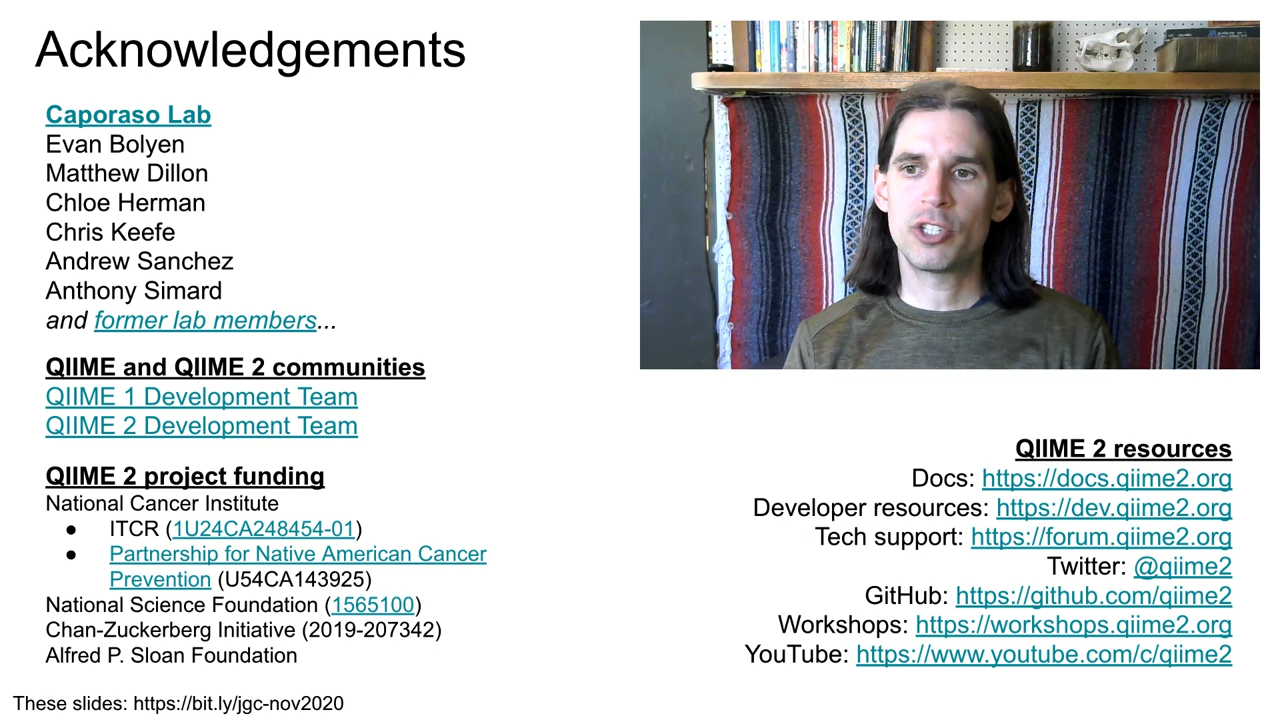 Acknowledgements
Caporaso Lab
Evan Bolyen
Matthew Dillon
Chloe Herman
Chris Keefe
Andrew Sanchez
Anthony Simard
and former lab members...
QIIME and QIIME 2 communities
QIIME 1 Development Team
QIIME 2 Development Team
QIIME 2 project funding
National Cancer Institute
● ITCR (1U24CA248454-01)
● Partnership for Native American Cancer
Prevention (U54CA143925)
National Science Foundation (1565100)
Chan-Zuckerberg Initiative (2019-207342)
Alfred P. Sloan Foundation
QIIME 2 resources
Docs: https://docs.qiime2.org
Developer resources: https://dev.qiime2.org
Tech support: https://forum.qiime2.org
Twitter: @qiime2
GitHub: https://github.com/qiime2
Workshops: https://workshops.qiime2.org
YouTube: https://www.youtube.com/c/qiime2
These slides: https://bit.ly/jgc-nov2020